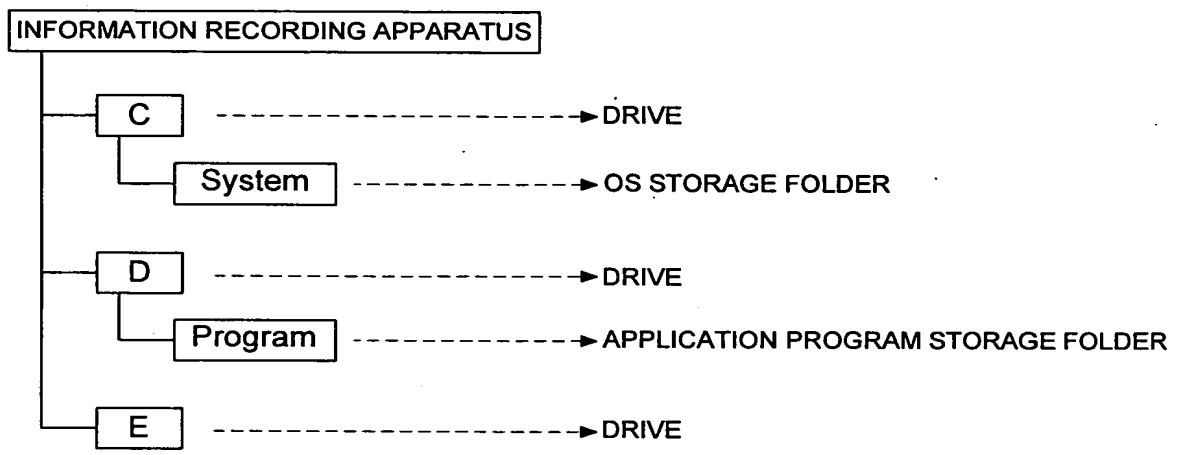 INFORMATION RECORDING APPARATUS
C DRIVE
System OS STORAGE FOLDER
D DRIVE
Program APPLICATION PROGRAM STORAGE FOLDER
E DRIVE